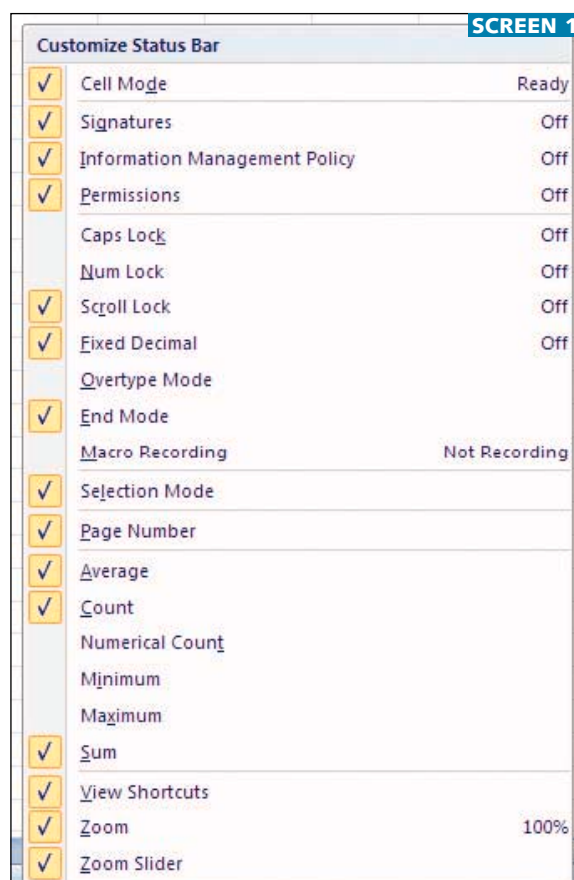 SCREEN 1
Customize Status Bar
Cell Mode Ready
Signatures Off
Information Management Policy Off
Permissions Off
Caps Lock Off
Num Lock Off
Scroll Lock Off
Fixed Decimal Off
Overtype Mode
End Mode
Macro Recording Not Recording
Selection Mode
Page Number
Average
Count
Numerical Count
Minimum
Maximum
Sum
View Shortcuts
Zoom 100%
Zoom Slider